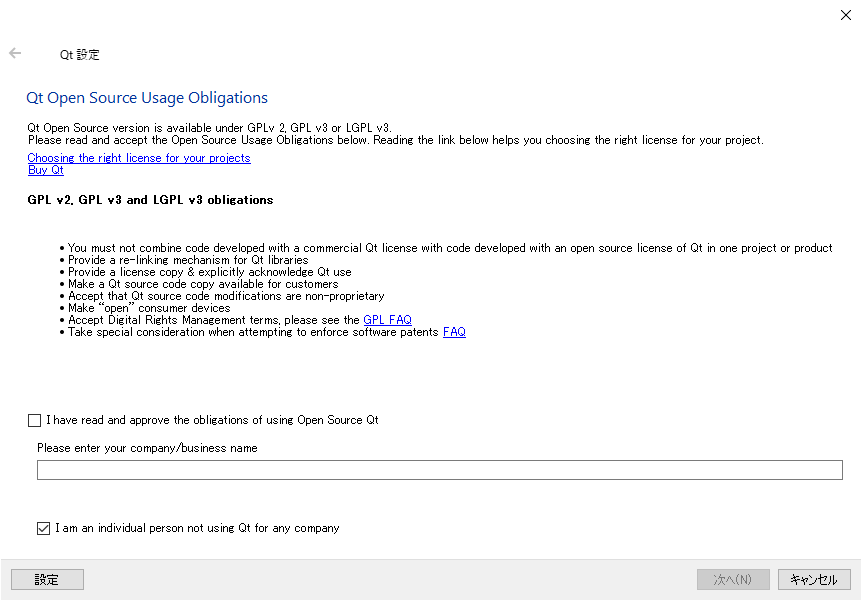 Qt 設定
Qt Open Source Usage Obligations
Qt Open Source version is available under GPLv 2, GPL v3 or LGPL v3.
Please read and accept the Open Source Usage Obligations below. Reading the link below helps you choosing the right license for your project.
Choosing the right license for your projects
Buy Qt
GPL v2, GPL v3 and LGPL v3 obligations
• You must not combine code developed with a commercial Qt license with code developed with an open source license of Qt in one project or product
• Provide a re-linking mechanism for Qt libraries
• Provide a license copy & explicitly acknowledge Qt use
• Make a Qt source code copy available for customers
• Accept that Qt source code modifications are non-proprietary
• Make “open” consumer devices
• Accept Digital Rights Management terms, please see the GPL FAQ
• Take special consideration when attempting to enforce software patents FAQ
I have read and approve the obligations of using Open Source Qt
Please enter your company/business name
I am an individual person not using Qt for any company
設定
次へ(N)
キャンセル